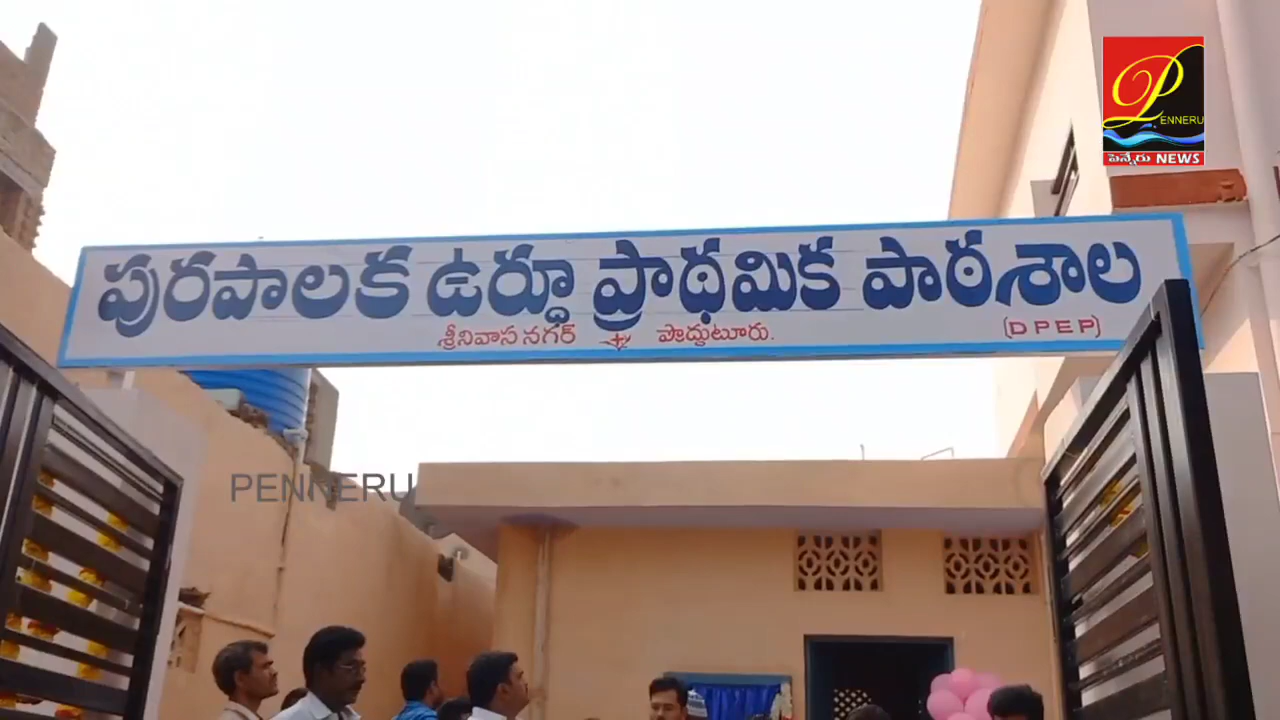 PENNERU
పెన్నేరు NEWS
పురపాలక ఉర్దూ ప్రాథమిక పాఠశాల
శ్రీనివాస నగర్ ప్రొద్దుటూరు.
(DPEP)
PENNERU